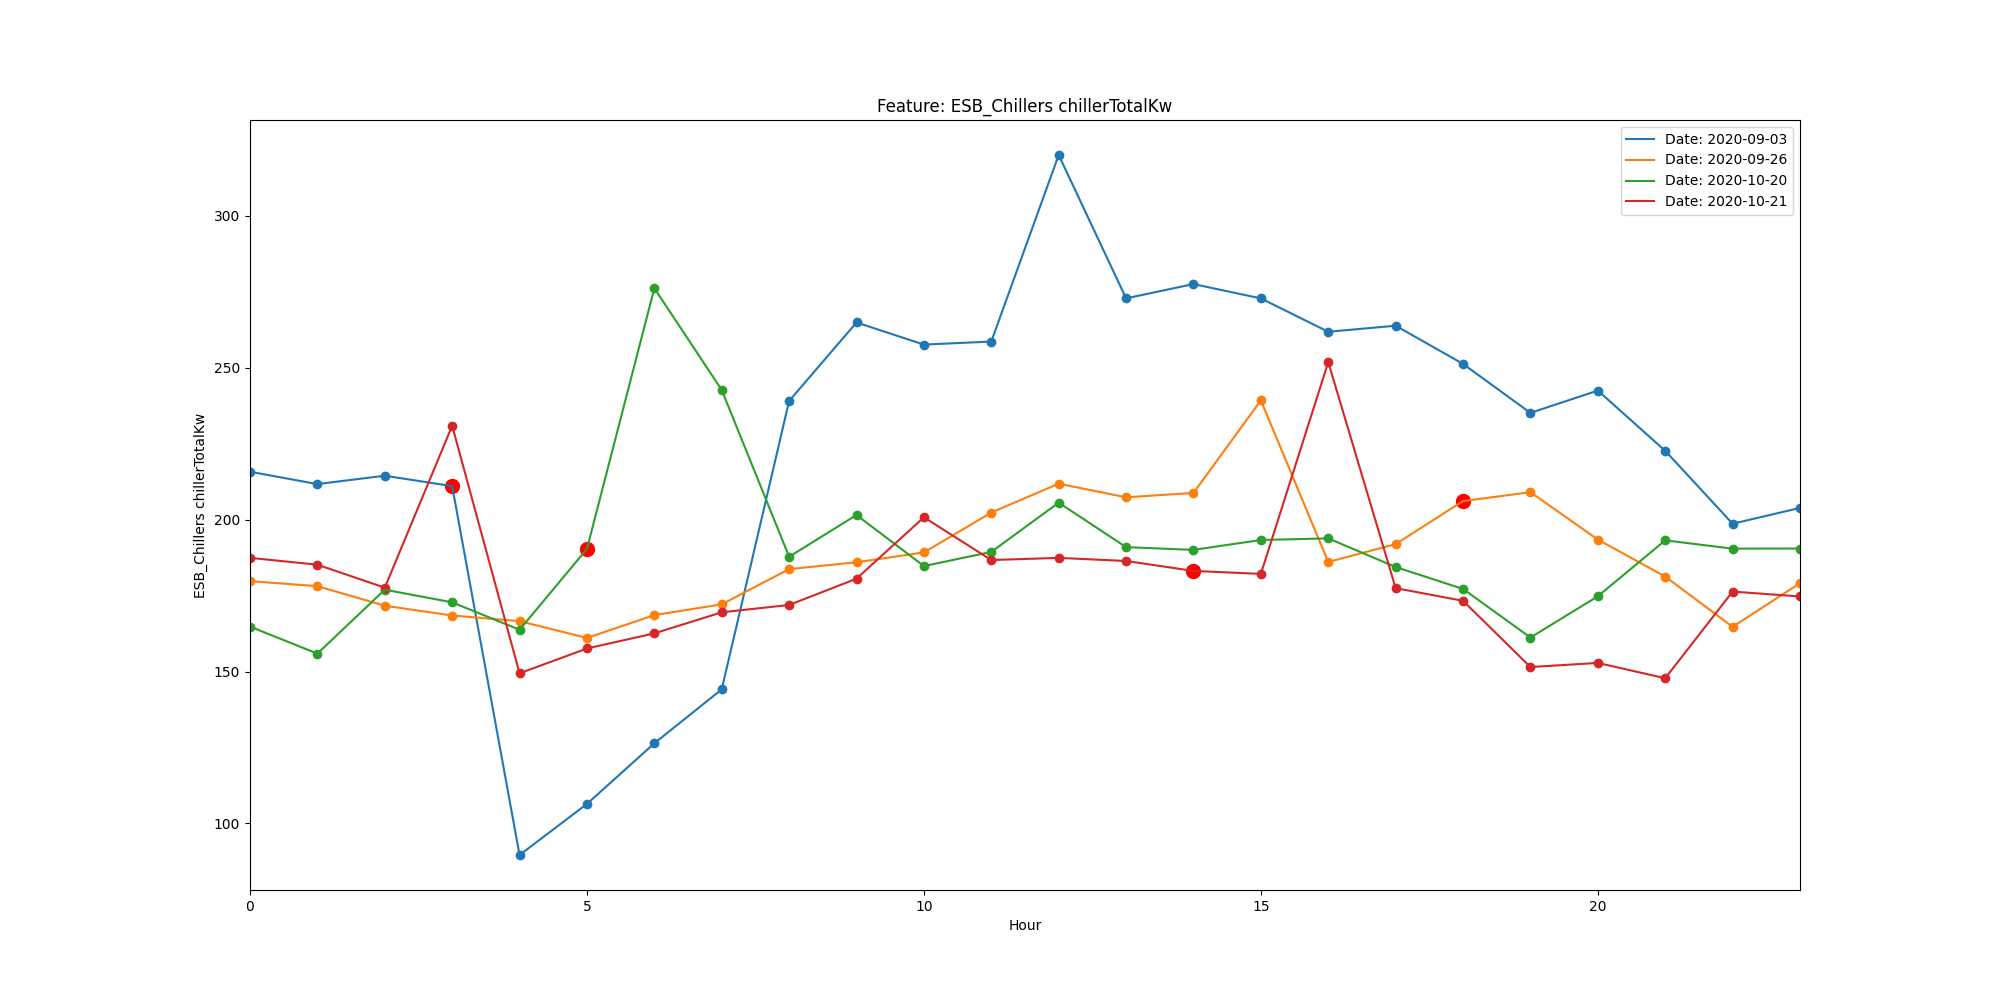 Feature: ESB_Chillers chillerTotalKw
Date: 2020-09-03
Date: 2020-09-26
Date: 2020-10-20
Date: 2020-10-21
300
250
200
150
100
ESB_Chillers chillerTotalKw
0 5 10 15 20
Hour